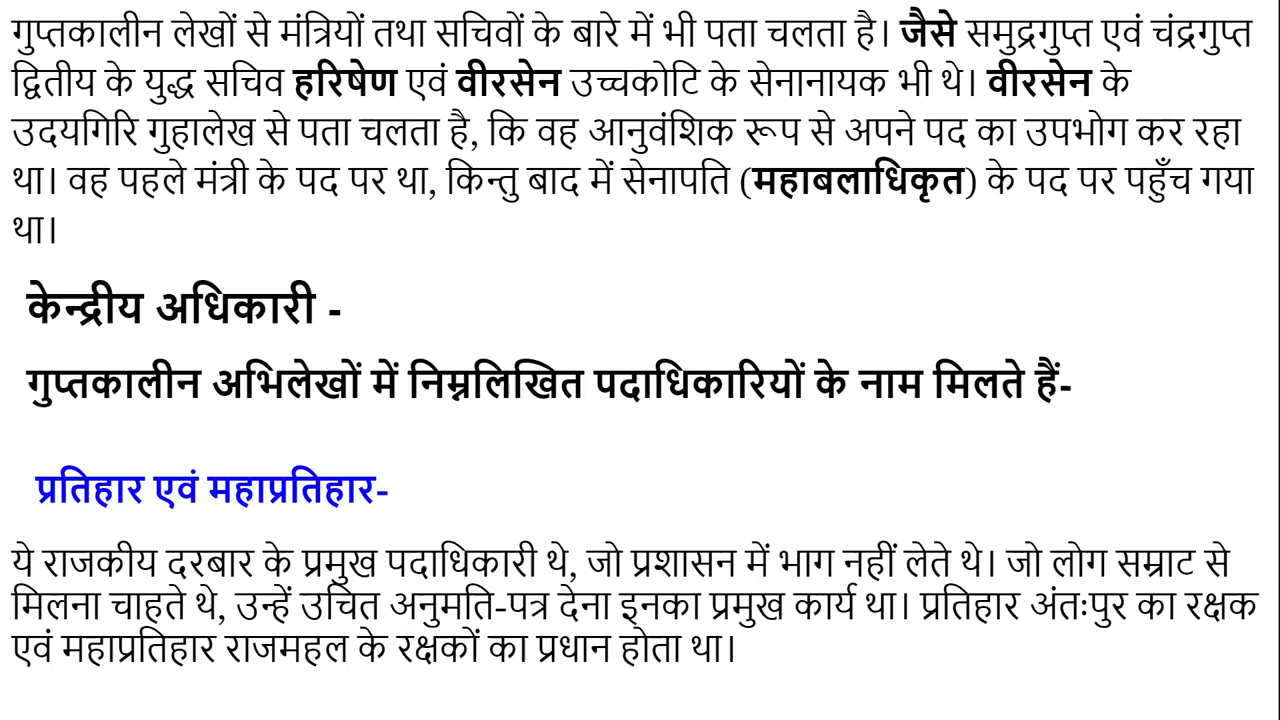 गुप्तकालीन लेखों से मंत्रियों तथा सचिवों के बारे में भी पता चलता है। जैसे समुद्रगुप्त एवं चंद्रगुप्त
द्वितीय के युद्ध सचिव हरिषेण एवं वीरसेन उच्चकोटि के सेनानायक भी थे। वीरसेन के
उदयगिरि गुहालेख से पता चलता है, कि वह आनुवंशिक रूप से अपने पद का उपभोग कर रहा
था। वह पहले मंत्री के पद पर था, किन्तु बाद में सेनापति (महाबलाधिकृत) के पद पर पहुँच गया
था।
केन्द्रीय अधिकारी -
गुप्तकालीन अभिलेखों में निम्नलिखित पदाधिकारियों के नाम मिलते हैं-
प्रतिहार एवं महाप्रतिहार-
ये राजकीय दरबार के प्रमुख पदाधिकारी थे, जो प्रशासन में भाग नहीं लेते थे। जो लोग सम्राट से
मिलना चाहते थे, उन्हें उचित अनुमति-पत्र देना इनका प्रमुख कार्य था। प्रतिहार अंतःपुर का रक्षक
एवं महाप्रतिहार राजमहल के रक्षकों का प्रधान होता था।